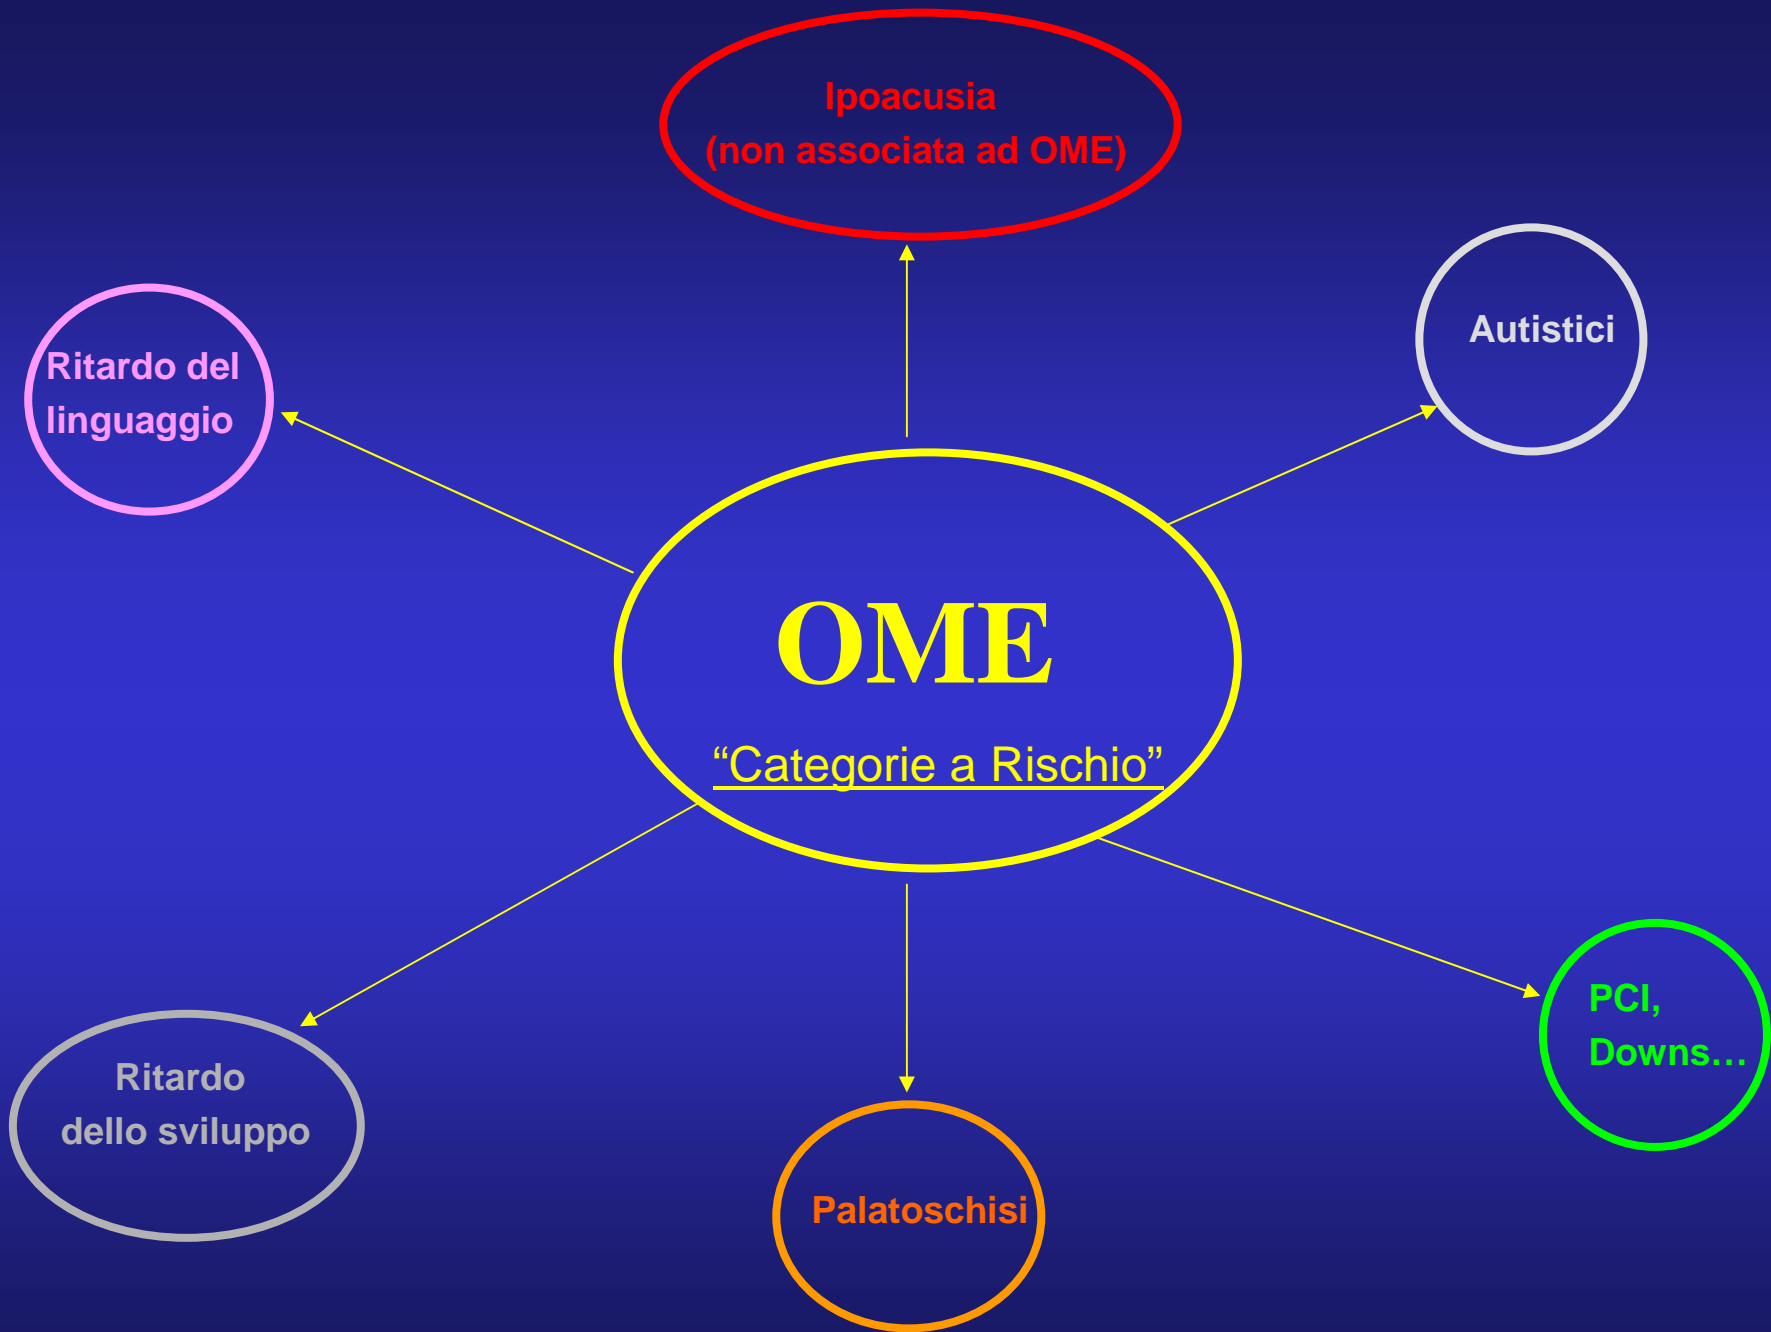 Ipoacusia
(non associata ad OME)
Autistici
Ritardo del
linguaggio
OME
“Categorie a Rischio”
PCI,
Downs…
Ritardo
dello sviluppo
Palatoschisi